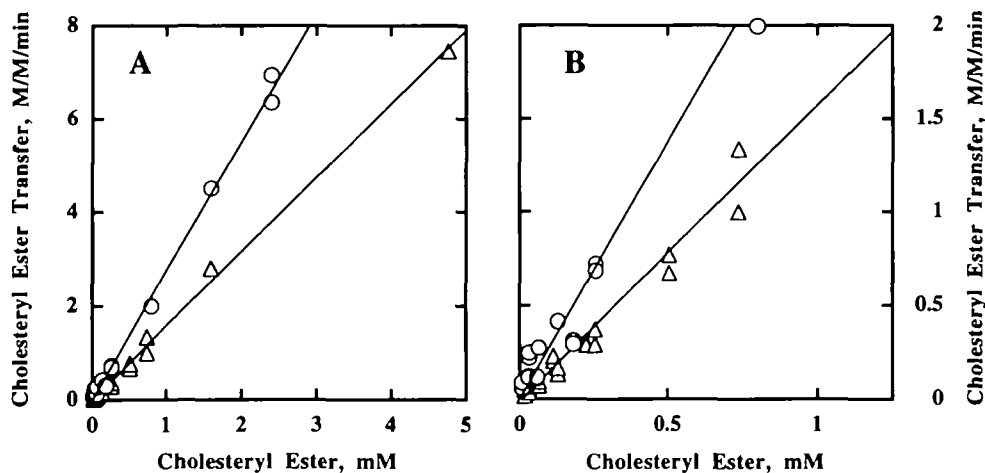 Cholesteryl Ester Transfer, M/M/min
8
6
4
2
0
A
0 1 2 3 4 5
Cholesteryl Ester, mM
B
0 0.5 1
Cholesteryl Ester, mM
2
1.5
1
0.5
0
Cholesteryl Ester Transfer, M/M/min